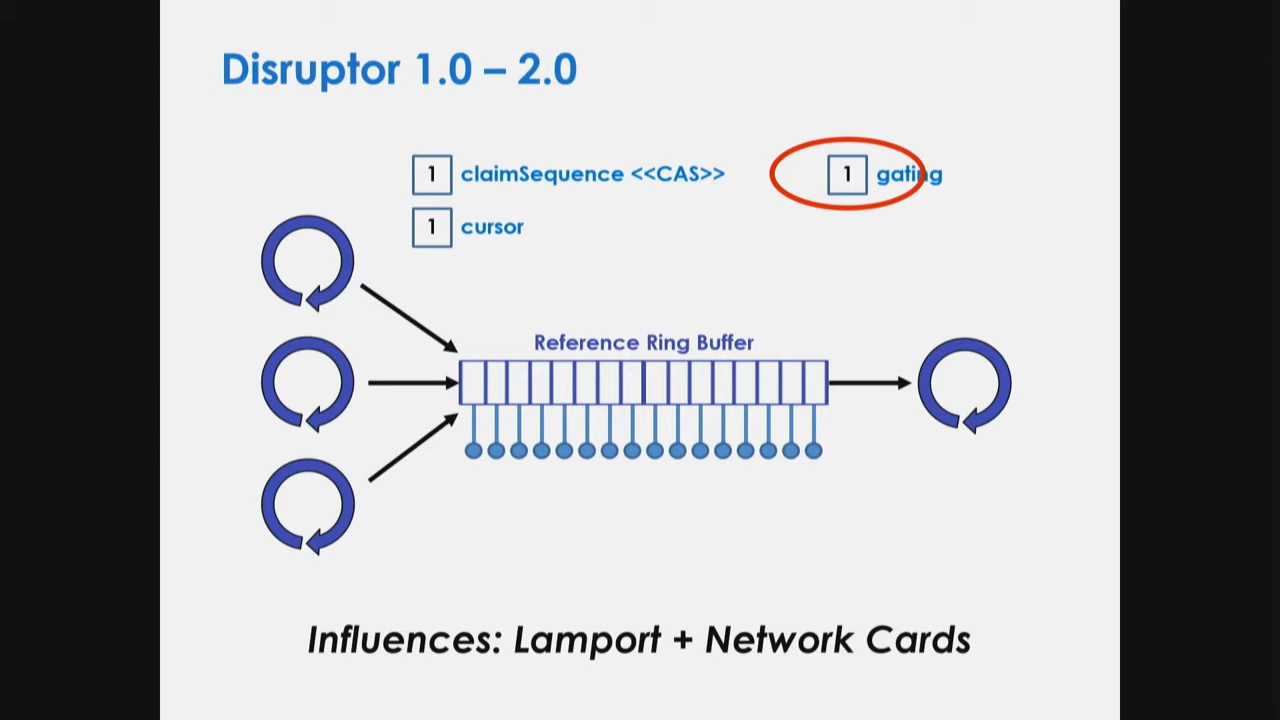 Disruptor 1.0 – 2.0
1 claimSequence <<CAS>>
1 gating
1 cursor
Reference Ring Buffer
Influences: Lamport + Network Cards